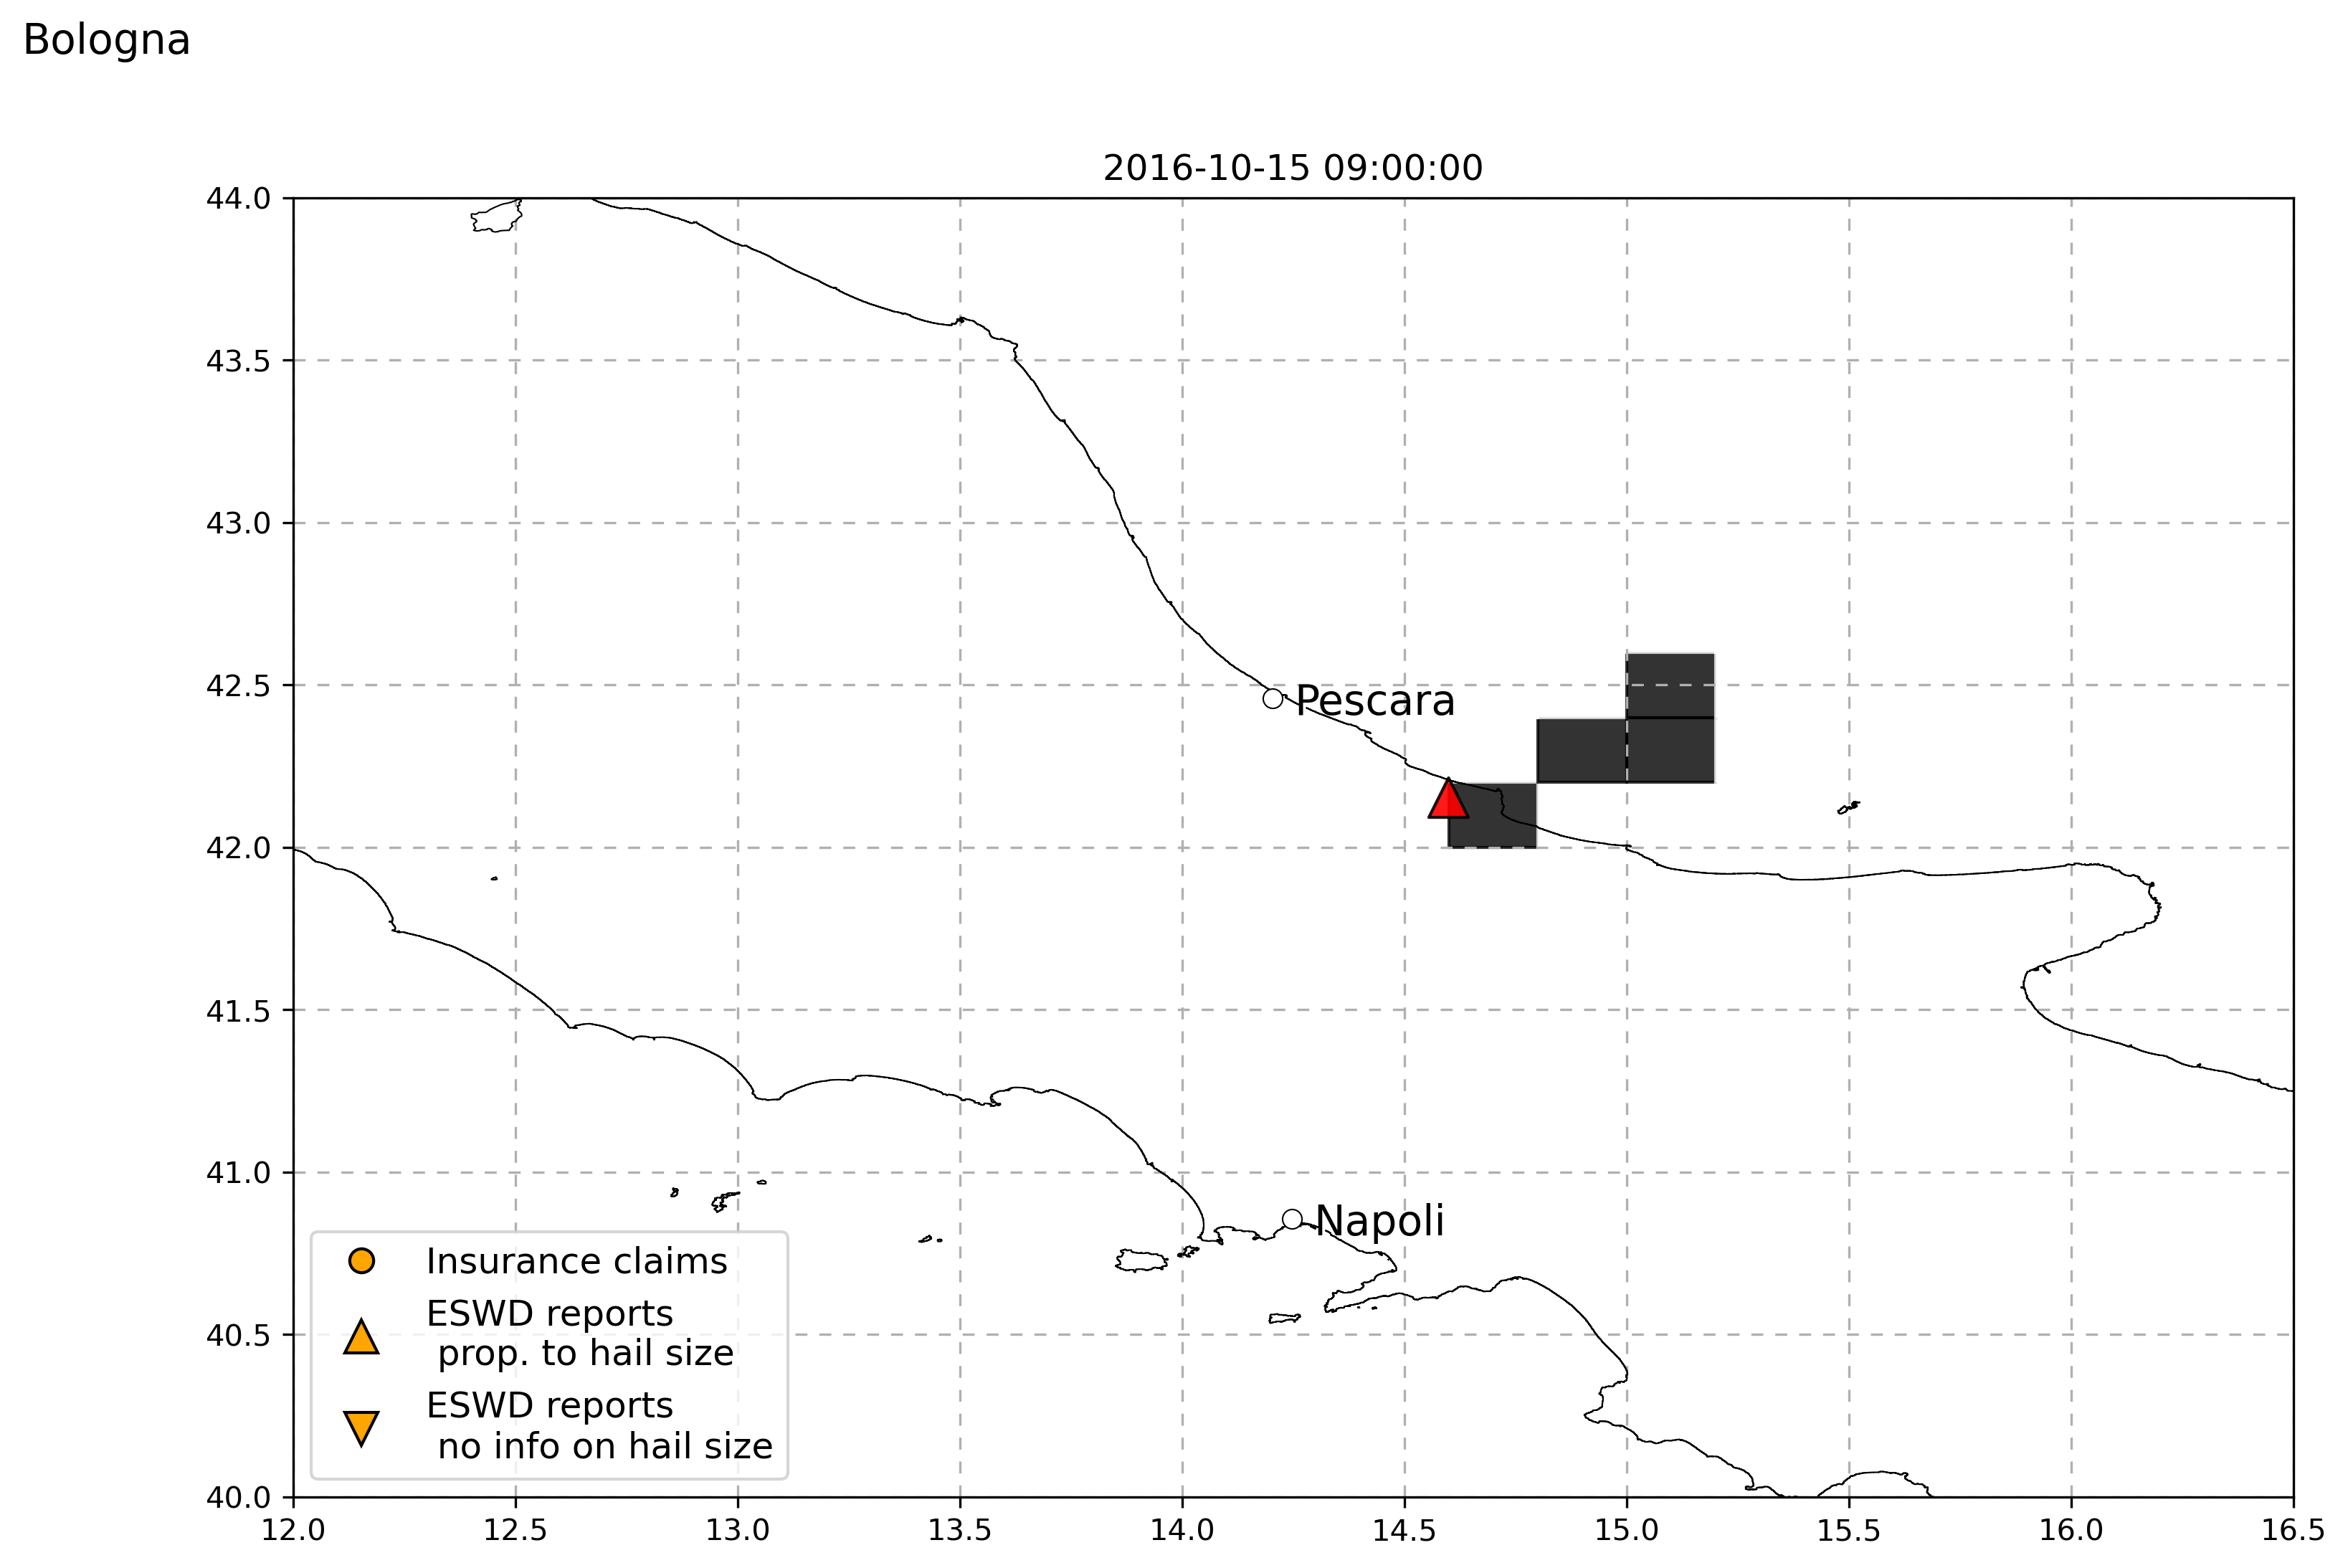 Bologna
2016-10-15 09:00:00
44.0
43.5
43.0
42.5
42.0
41.5
41.0
40.5
40.0
Pescara
Napoli
Insurance claims
ESWD reports
prop. to hail size
ESWD reports
no info on hail size
12.0 12.5 13.0 13.5 14.0 14.5 15.0 15.5 16.0 16.5